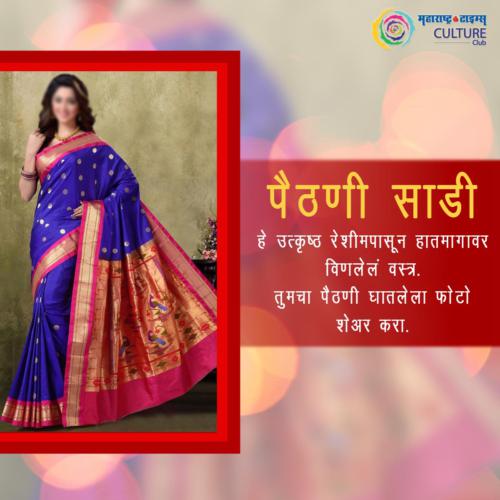 महाराष्ट्र टाइम्स
CULTURE
Club
पैठणी साडी
हे उत्कृष्ठ रेशीमपासून हातमागावर
विणलेलं वस्त्र.
तुमचा पैठणी घातलेला फोटो
शेअर करा.